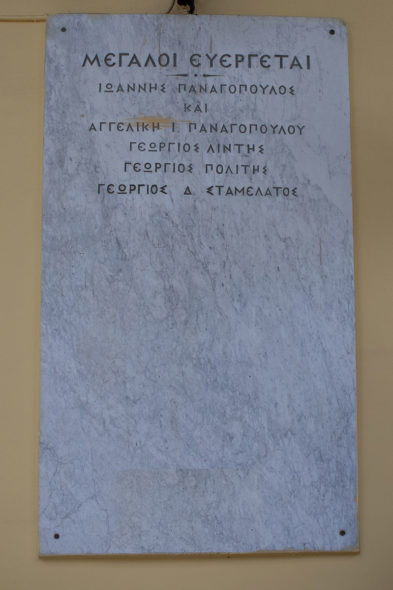 ΜΕΓΑΛΟΙ ΕΥΕΡΓΕΤΑΙ
ΙΩΑΝΝΗΣ ΠΑΝΑΓΟΠΟΥΛΟΣ
ΚΑΙ
ΑΓΓΕΛΙΚΗ Ι. ΠΑΝΑΓΟΠΟΥΛΟΥ
ΓΕΩΡΓΙΟΣ ΛΙΝΤΗΣ
ΓΕΩΡΓΙΟΣ ΠΟΛΙΤΗΣ
ΓΕΩΡΓΙΟΣ Δ. ΣΤΑΜΕΛΑΤΟΣ